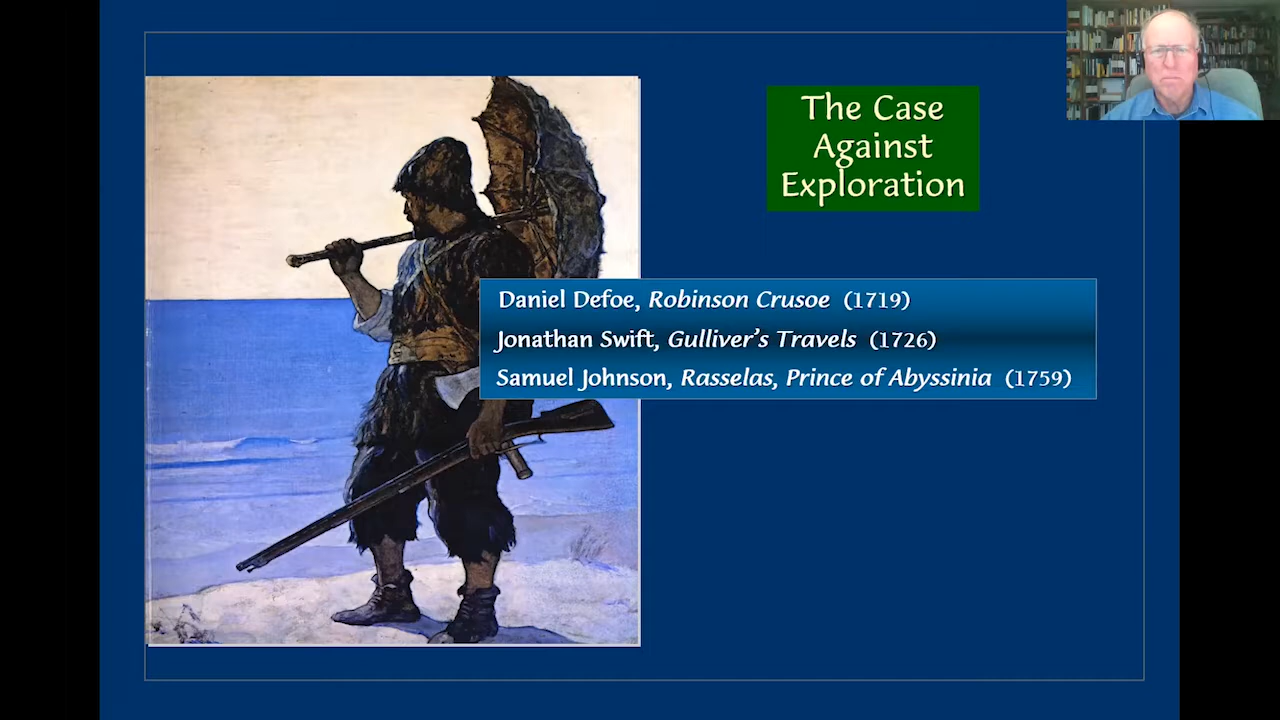 The Case
Against
Exploration
Daniel Defoe, Robinson Crusoe (1719)
Jonathan Swift, Gulliver’s Travels (1726)
Samuel Johnson, Rasselas, Prince of Abyssinia (1759)